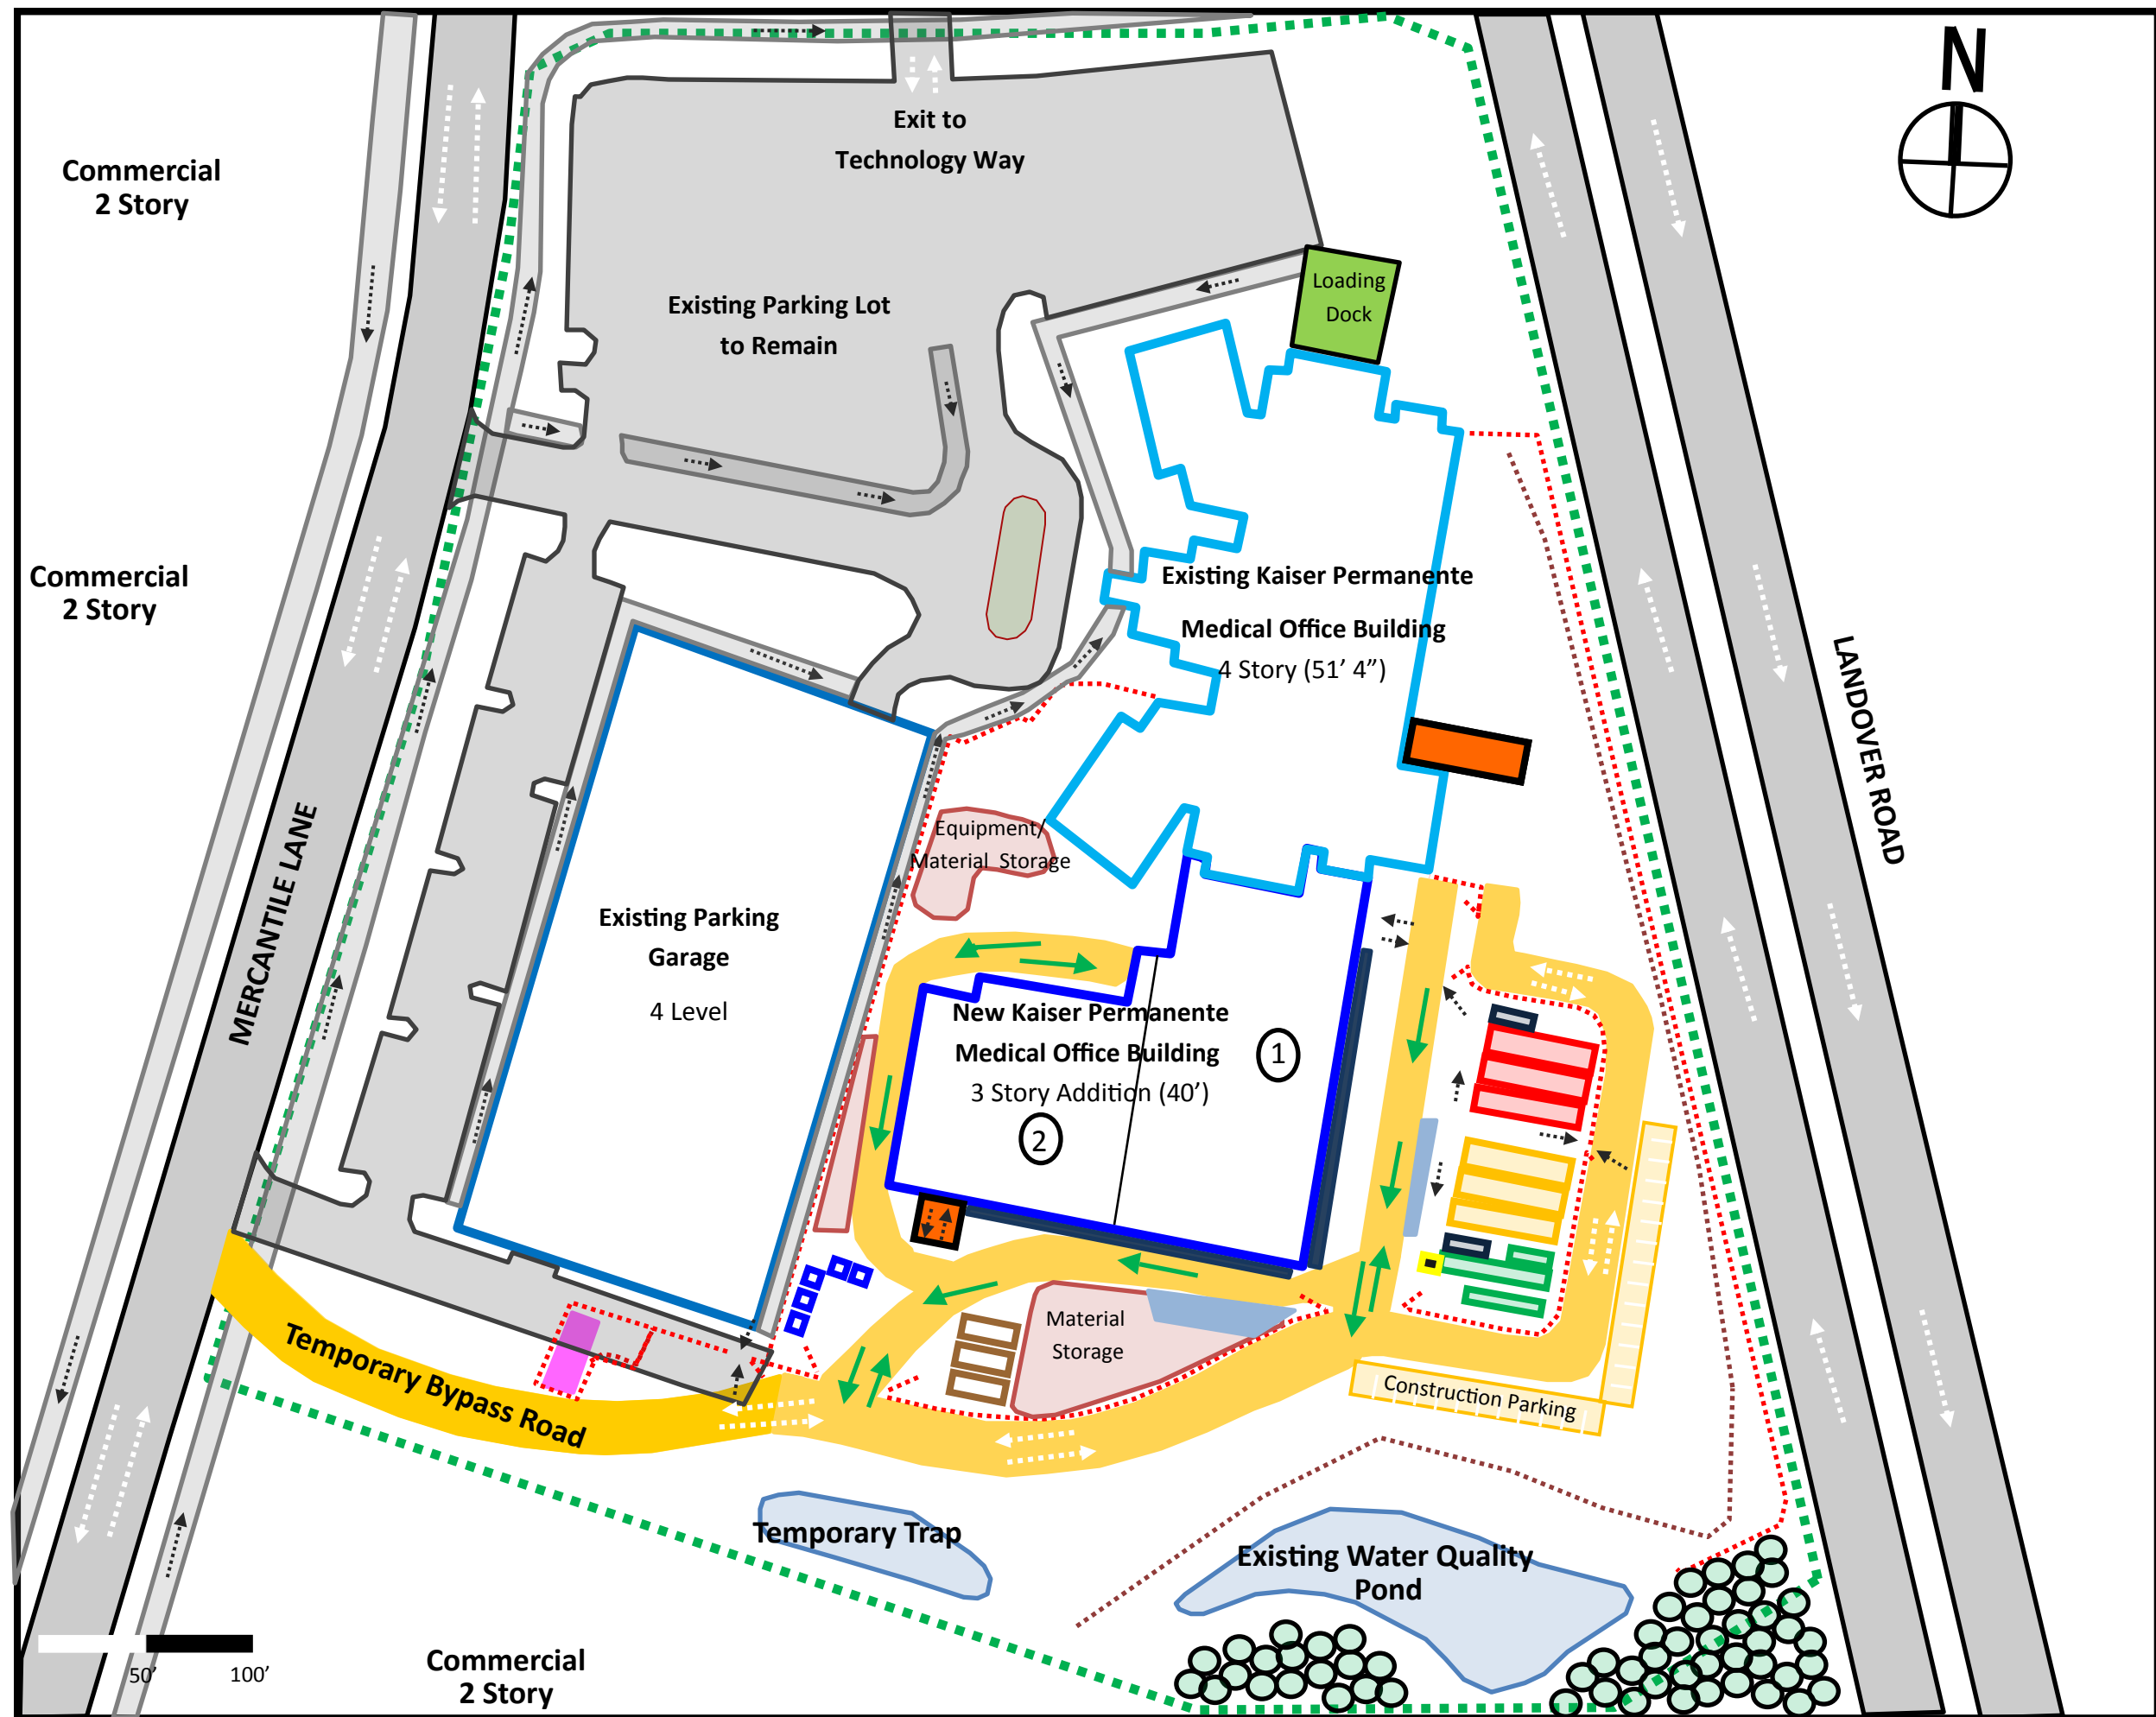 N
Exit to
Technology Way
Commercial
2 Story
Loading
Dock
Existing Parking Lot
to Remain
Commercial
2 Story
Existing Kaiser Permanente
Medical Office Building
4 Story (51’ 4”)
LANDOVER ROAD
MERCANTILE LANE
Equipment/
Material Storage
Existing Parking
Garage
4 Level
New Kaiser Permanente
Medical Office Building
3 Story Addition (40’)
1
2
Material
Storage
Temporary Bypass Road
Construction Parking
Temporary Trap
Existing Water Quality
Pond
50’
100’
Commercial
2 Story